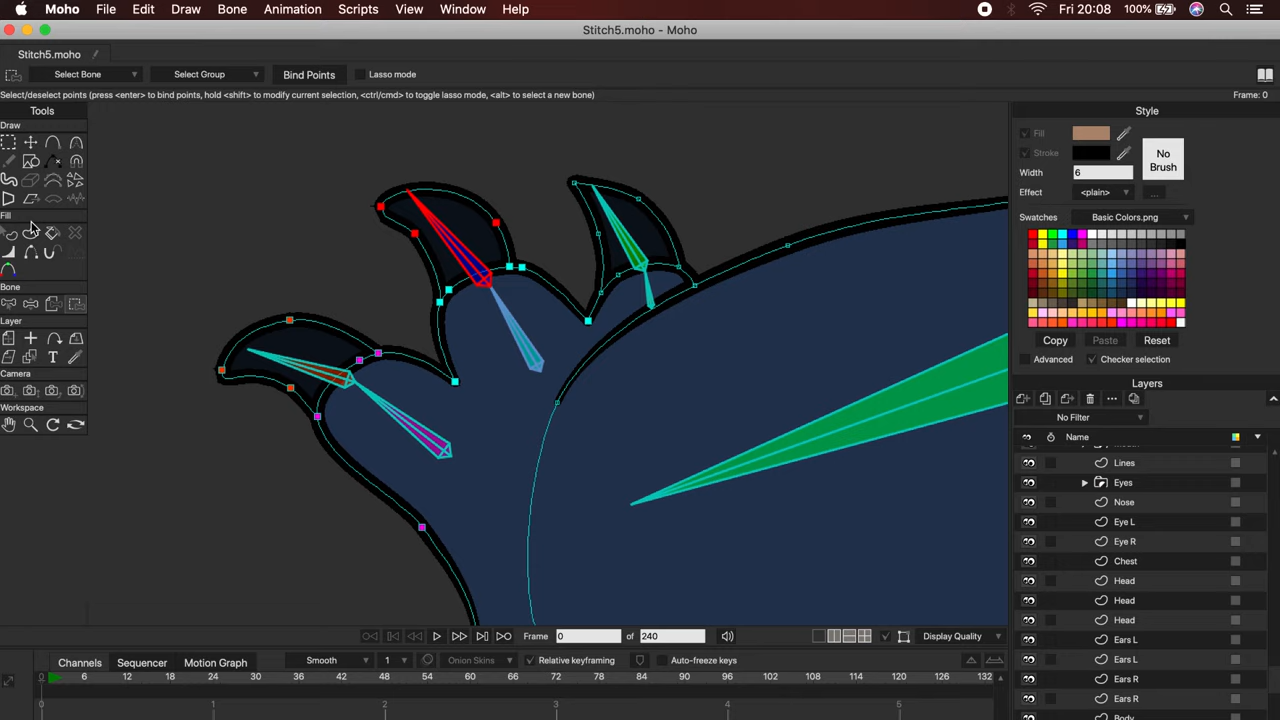 Moho File Edit Draw Bone Animation Scripts View Window Help Fri 20:08 100%
Stitch5.moho - Moho
Stitch5.moho
Select Bone Select Group Bind Points Lasso mode
Select/deselect points (press <enter> to bind points, hold <shift> to modify current selection, <ctrl/cmd> to toggle lasso mode, <alt> to select a new bone) Frame: 0
Tools
Draw
Fill
Bone
Layer
Camera
Workspace
Style
Fill
Stroke
No Brush
Width 6
Effect <plain> ...
Swatches Basic Colors.png
Copy Paste Reset
Advanced Checker selection
Layers
No Filter
Name
Lines
Eyes
Nose
Eye L
Eye R
Chest
Head
Head
Head
Ears L
Ears L
Ears R
Ears R
Body
Frame 0 of 240 Display Quality
Channels Sequencer Motion Graph Smooth 1 Onion Skins Relative keyframing Auto-freeze keys
0 6 12 18 24 30 36 42 48 54 60 66 72 78 84 90 96 102 108 114 120 126 132
0 1 2 3 4 5